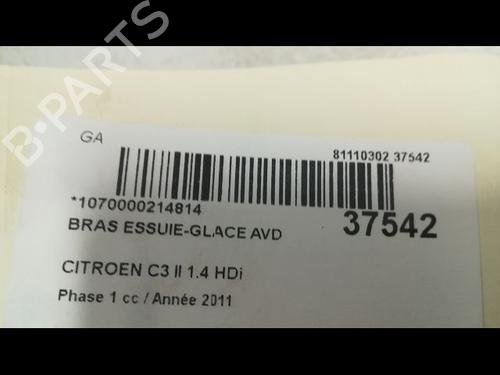 B-PARTS
GA
81110302 37542
*1070000214814
37542
BRAS ESSUIE-GLACE AVD
CITROEN C3 II 1.4 HDi
Phase 1 cc / Année 2011